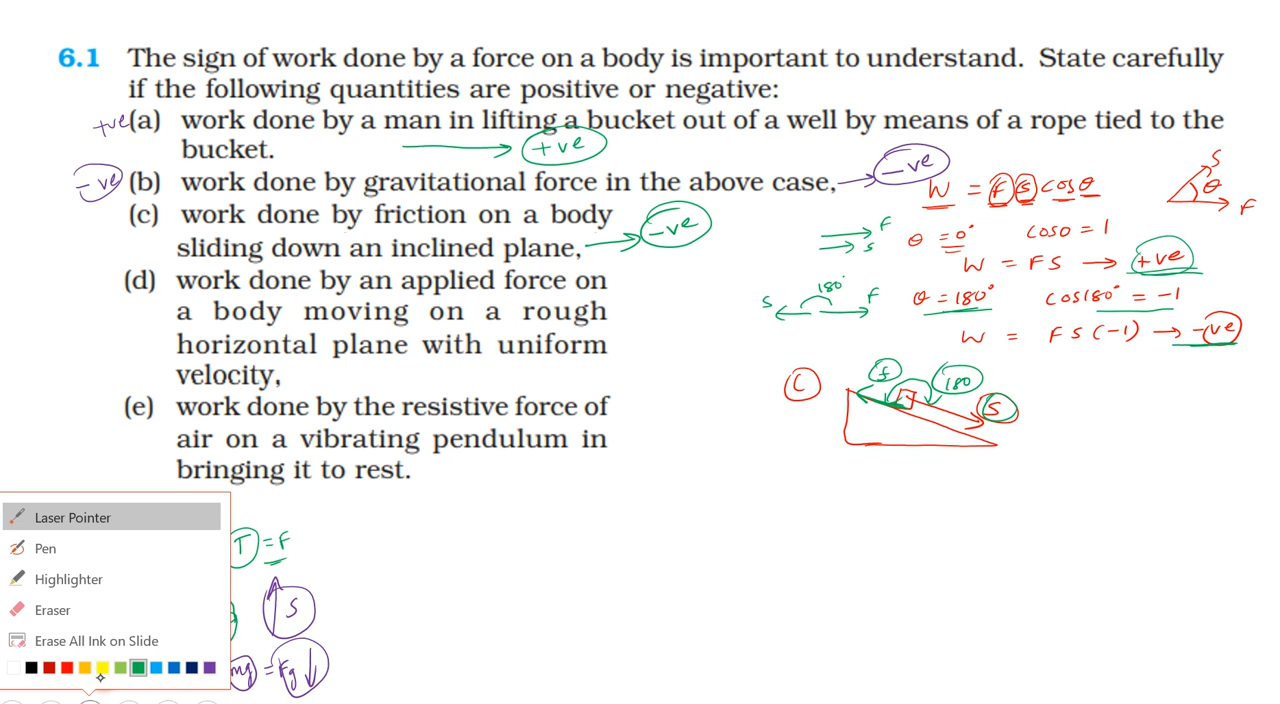 6.1 The sign of work done by a force on a body is important to understand. State carefully
if the following quantities are positive or negative:
+ve (a) work done by a man in lifting a bucket out of a well by means of a rope tied to the
bucket. +ve
-ve (b) work done by gravitational force in the above case, -ve
(c) work done by friction on a body
sliding down an inclined plane, -ve
(d) work done by an applied force on
a body moving on a rough
horizontal plane with uniform
velocity,
(e) work done by the resistive force of
air on a vibrating pendulum in
bringing it to rest.
W = F S cosθ
S
θ
F
F
S
θ = 0° cos0 = 1
W = FS → +ve
S 180° F
θ = 180° cos180° = -1
W = FS(-1) → -ve
C
f 180 S
T = F
S
mg = Fg ↓
Laser Pointer
Pen
Highlighter
Eraser
Erase All Ink on Slide